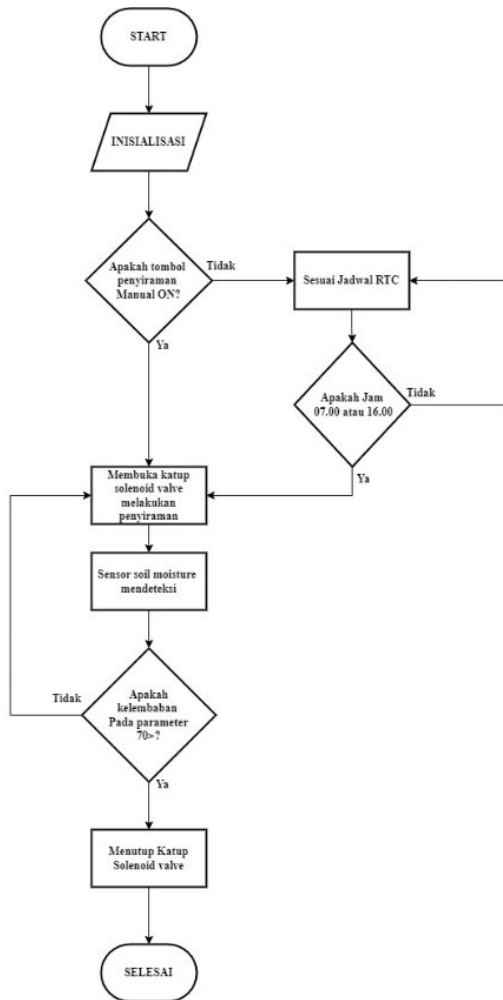 START
INISIALISASI
Apakah tombol
penyiraman
Manual ON?
Tidak
Ya
Sesuai Jadwal RTC
Apakah Jam
07.00 atau 16.00
Tidak
Ya
Membuka katup
solenoid valve
melakukan
penyiraman
Sensor soil moisture
mendeteksi
Apakah
kelembaban
Pada parameter
70>?
Tidak
Ya
Menutup Katup
Solenoid valve
SELESAI